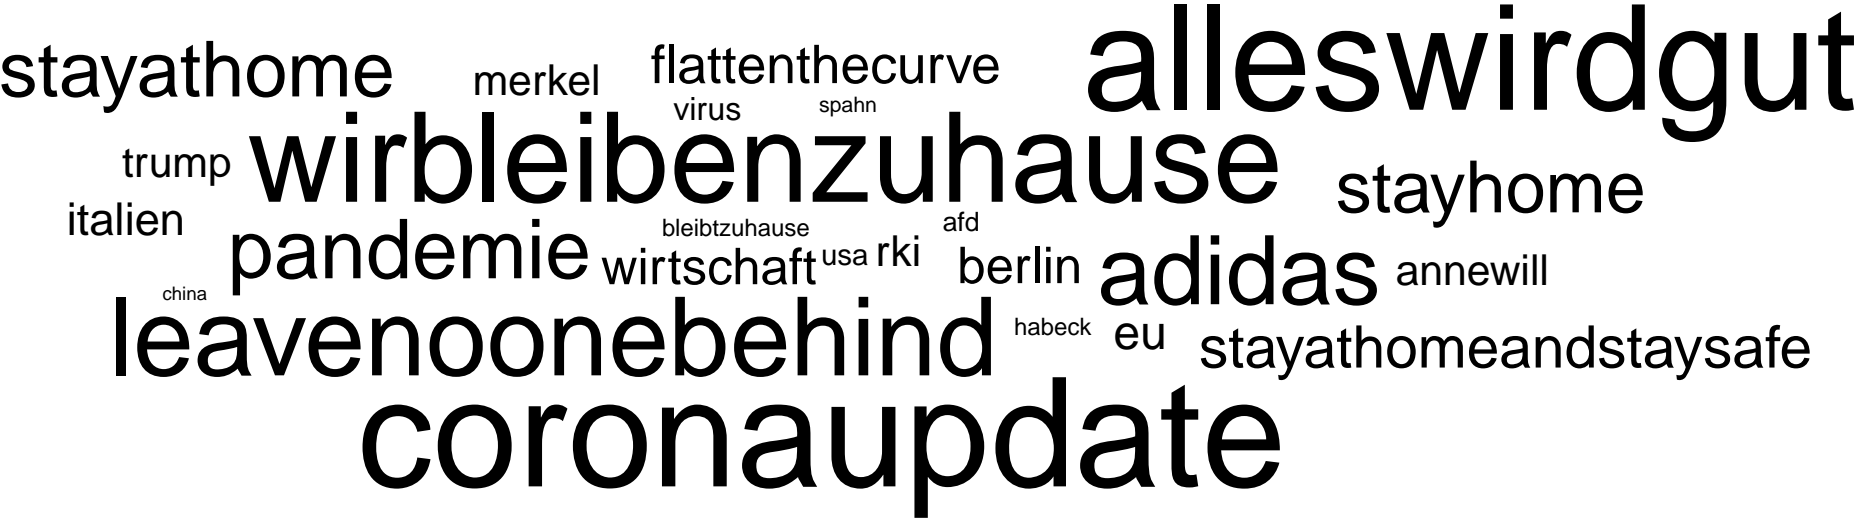 alleswirdgut
stayathome merkel flattenthecurve
virus spahn
wirbleibenzuhause
trump stayhome
italien bleibtzuhause afd
pandemie wirtschaft usa rki berlin adidas annewill
china
leavenoonebehind habeck eu stayathomeandstaysafe
coronaupdate